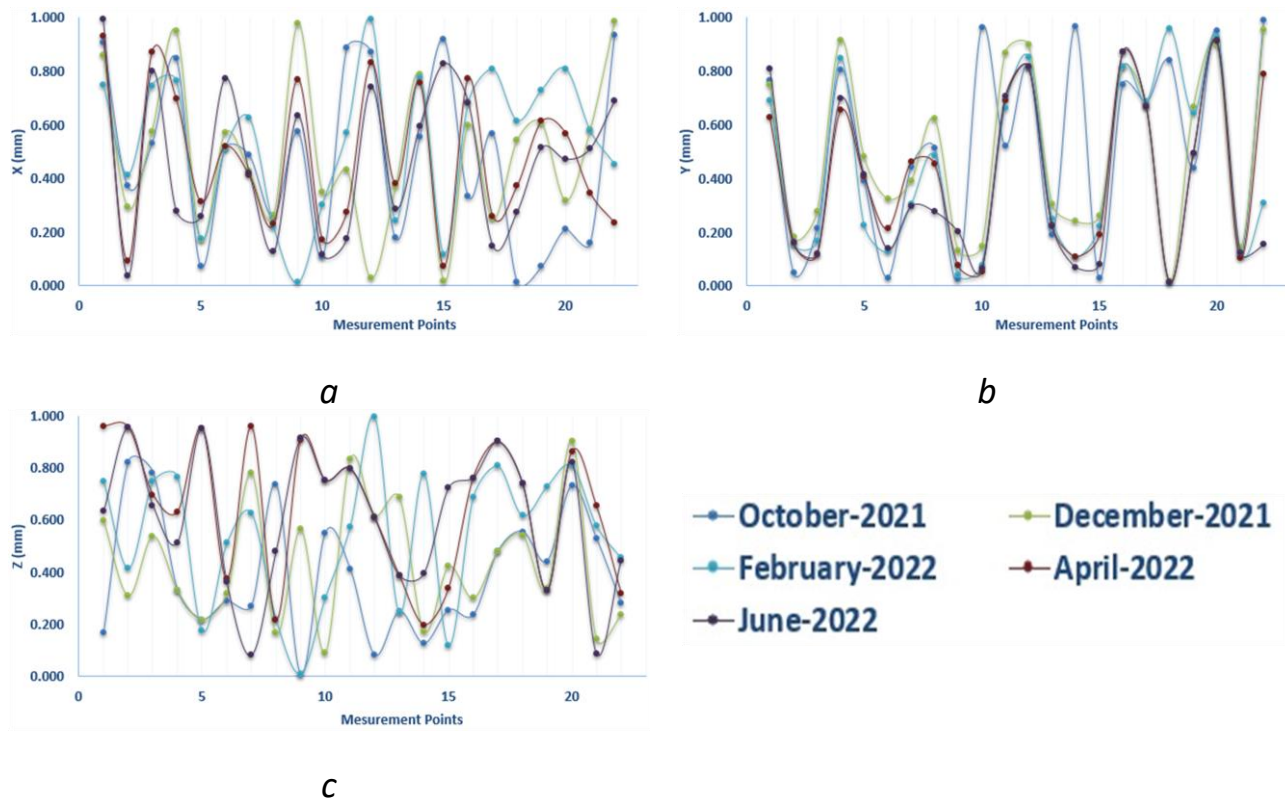 1.000
0.800
0.600
0.400
0.200
0.000
X (mm)
0 5 10 15 20
Mesurement Points
a
1.000
0.800
0.600
0.400
0.200
0.000
Y (mm)
0 5 10 15 20
Mesurement Points
b
1.000
0.800
0.600
0.400
0.200
0.000
Z (mm)
0 5 10 15 20
Mesurement Points
c
October-2021 December-2021
February-2022 April-2022
June-2022